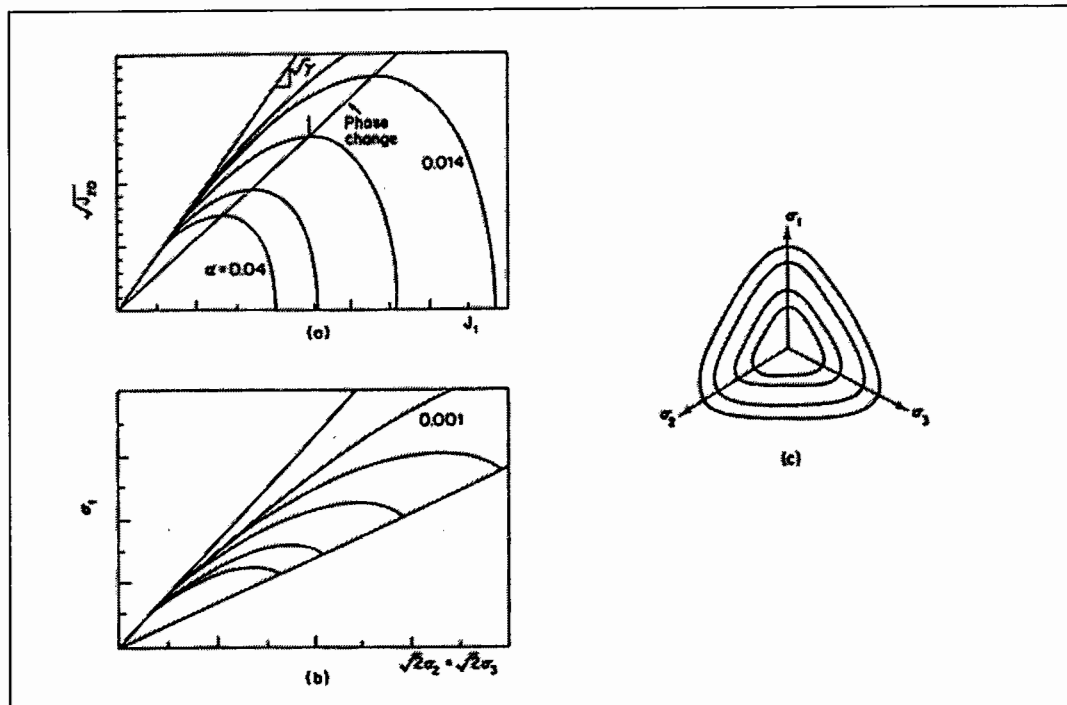 √γ
Phase
change
0.014
√J₂D
α = 0.04
J₁
(a)
0.001
σ₁
√2σ₂ = √2σ₃
(b)
σ₁
σ₂
σ₃
(c)